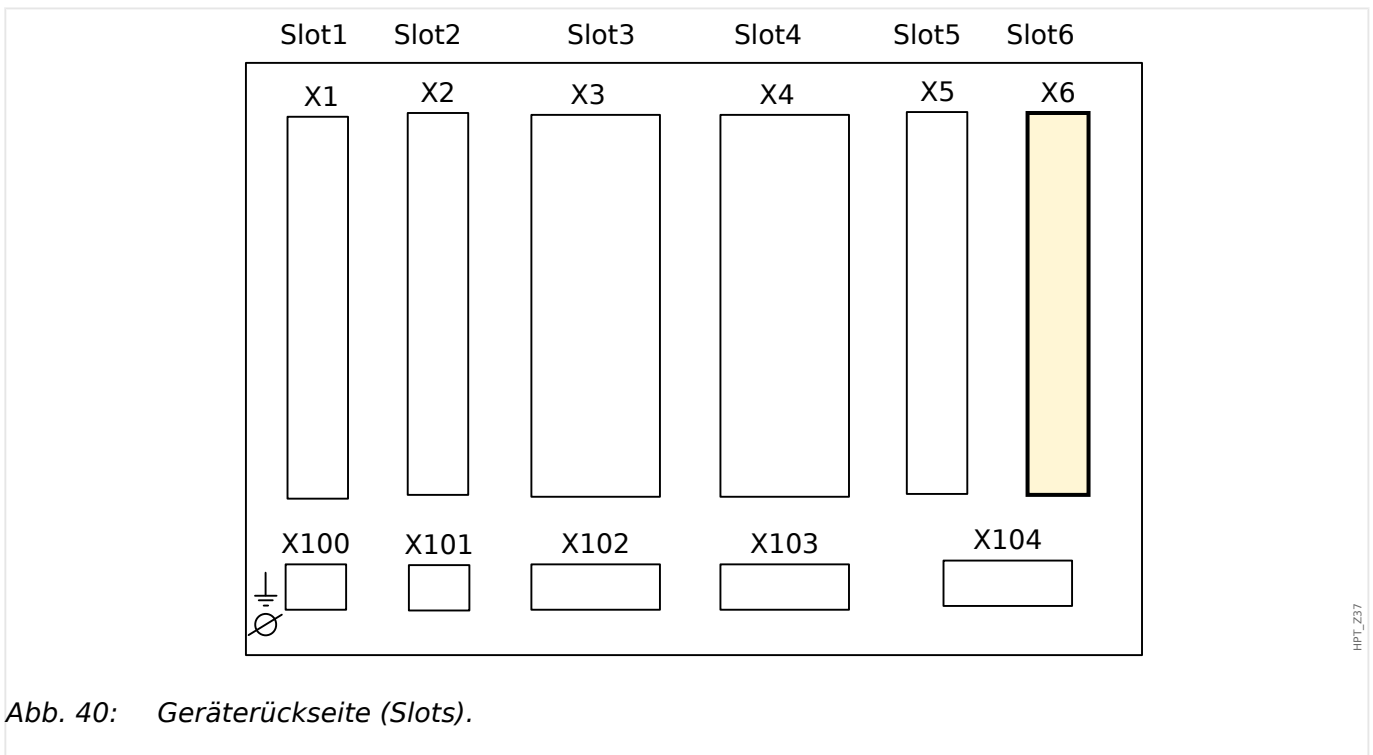 Slot1 Slot2 Slot3 Slot4 Slot5 Slot6
X1 X2 X3 X4 X5 X6
X100 X101 X102 X103 X104
HPT_Z37
Abb. 40: Geräterückseite (Slots).